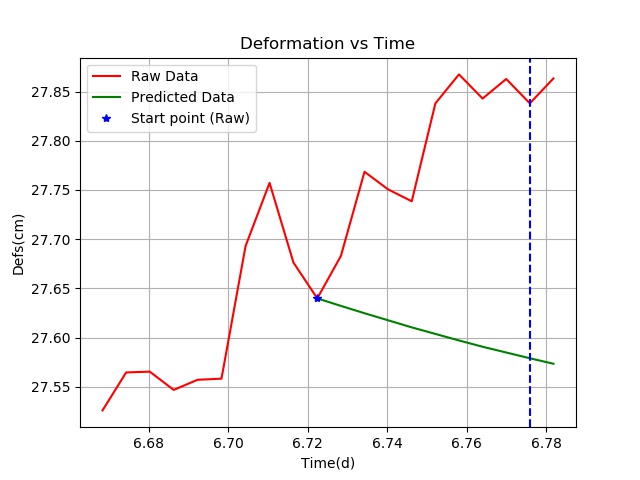 Deformation vs Time
Raw Data
Predicted Data
Start point (Raw)
27.85
27.80
27.75
27.70
27.65
27.60
27.55
Defs(cm)
6.68 6.70 6.72 6.74 6.76 6.78
Time(d)